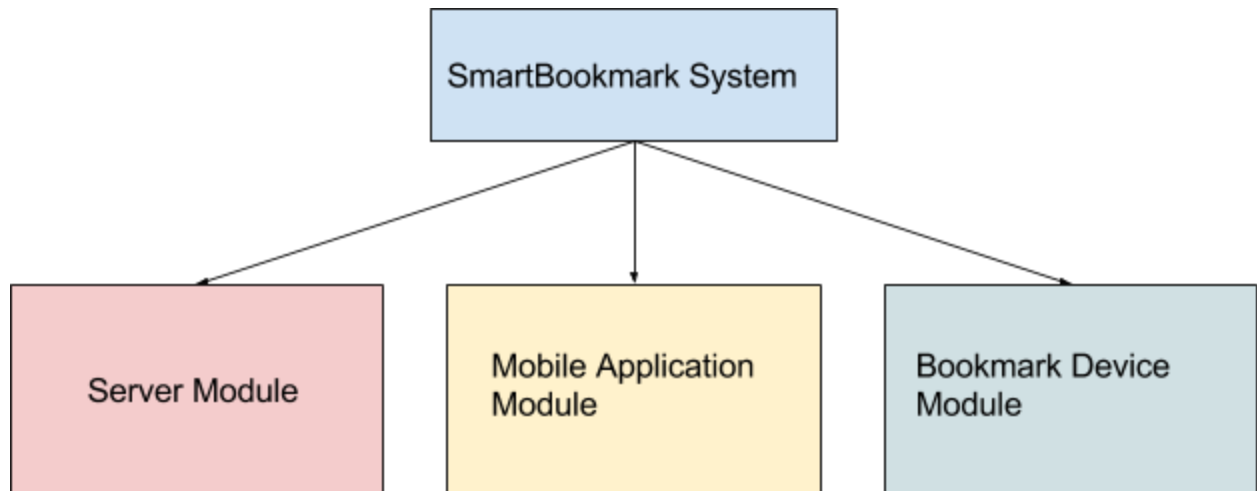 SmartBookmark System
Server Module
Mobile Application
Module
Bookmark Device
Module